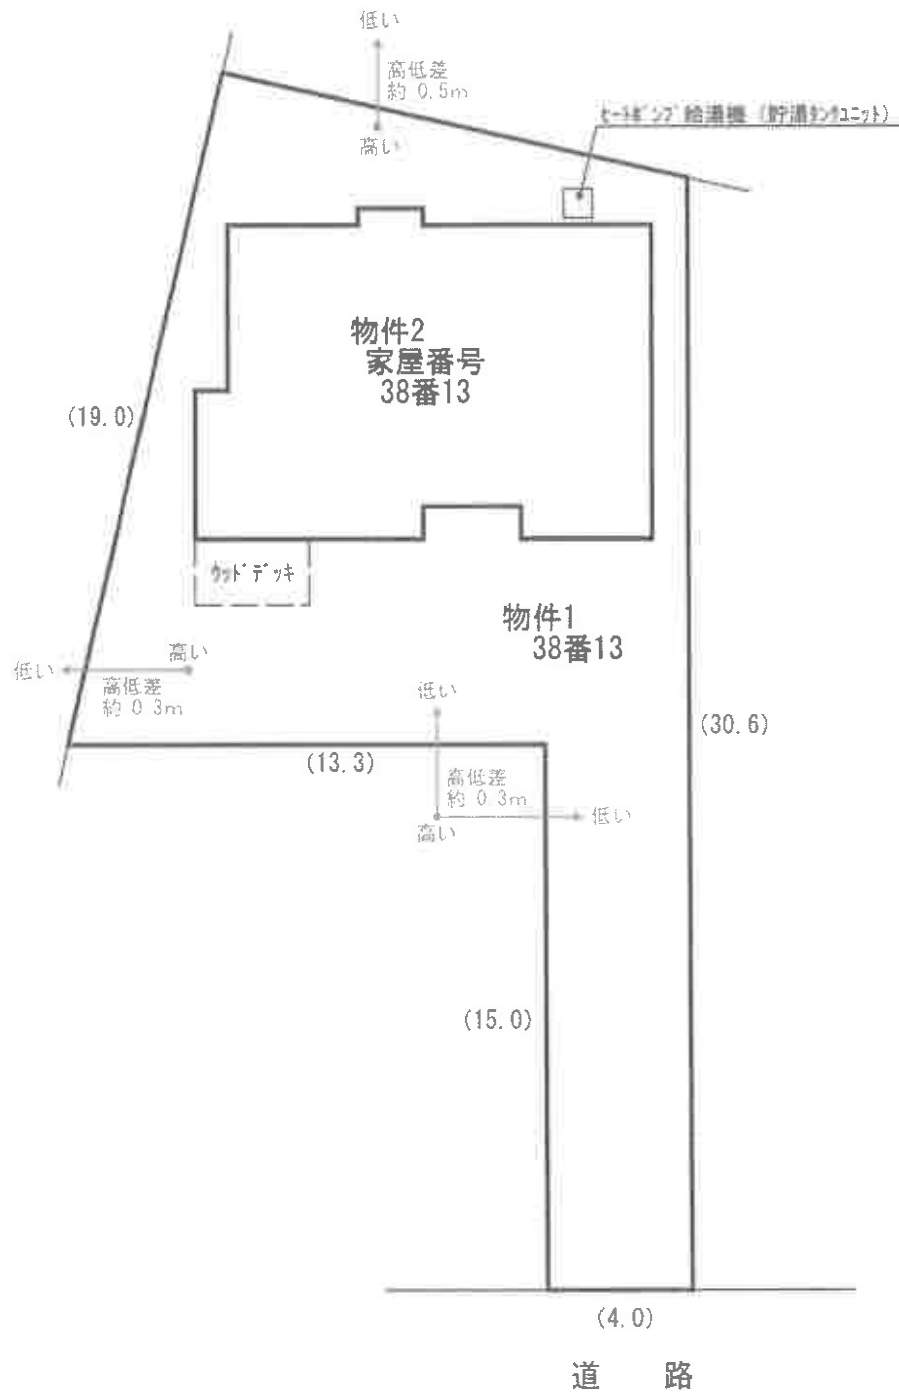 低い
高低差
約 0.5m
高い
ヒートポンプ給湯機 (貯湯タンクユニット)
物件2
家屋番号
38番13
(19.0)
ウッドデッキ
物件1
38番13
低い
高い
高低差
約 0.3m
低い
(30.6)
(13.3)
高低差
約 0.3m
高い
低い
(15.0)
(4.0)
道 路